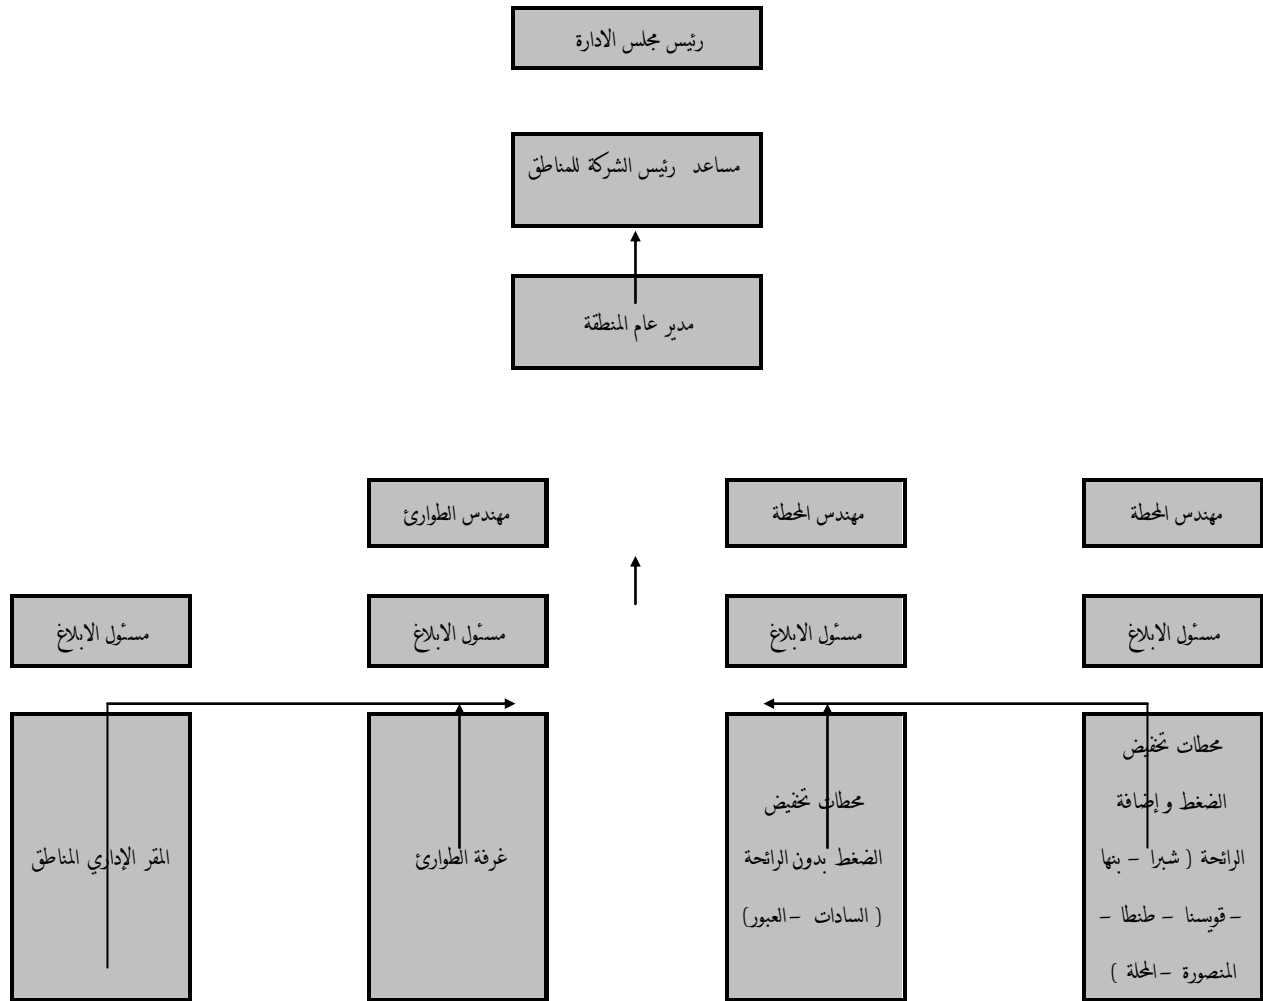 رئيس مجلس الادارة
مساعد رئيس الشركة للمناطق
مدير عام المنطقة
مهندس المحطة
مهندس المحطة
مهندس الطوارئ
مسئول الابلاغ
مسئول الابلاغ
مسئول الابلاغ
مسئول الابلاغ
محطات تخفيض
الضغط و إضافة
الرائحة ( شبرا – بنها
– قويسنا – طنطا –
المنصورة – المحلة )
محطات تخفيض
الضغط بدون الرائحة
( السادات – العبور)
غرفة الطوارئ
المقر الإداري المناطق